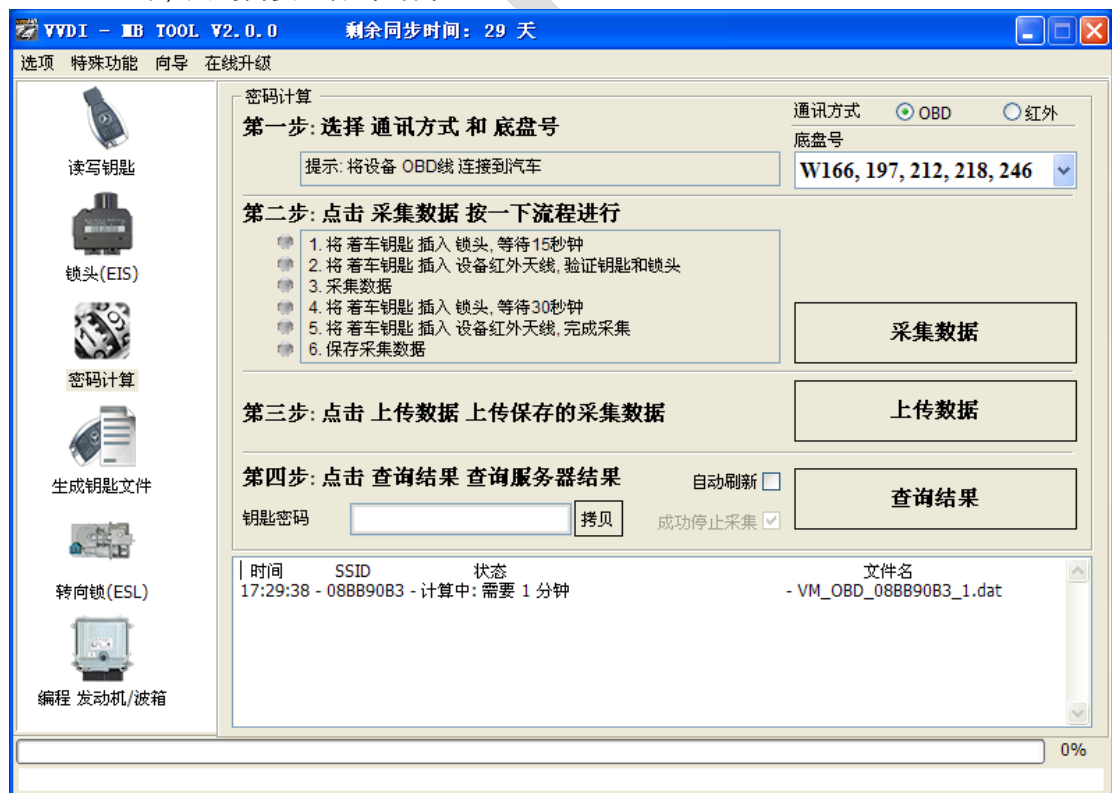 VVDI - MB TOOL V2.0.0 剩余同步时间: 29 天
选项 特殊功能 向导 在线升级
读写钥匙
锁头(EIS)
密码计算
生成钥匙文件
转向锁(ESL)
编程 发动机/波箱
密码计算
第一步: 选择 通讯方式 和 底盘号
提示: 将设备 OBD线 连接到汽车
通讯方式 OBD 红外
底盘号
W166, 197, 212, 218, 246
第二步: 点击 采集数据 按一下流程进行
1. 将 着车钥匙 插入 锁头, 等待15秒钟
2. 将 着车钥匙 插入 设备红外天线, 验证钥匙和锁头
3. 采集数据
4. 将 着车钥匙 插入 锁头, 等待30秒钟
5. 将 着车钥匙 插入 设备红外天线, 完成采集
6. 保存采集数据
采集数据
第三步: 点击 上传数据 上传保存的采集数据
上传数据
第四步: 点击 查询结果 查询服务器结果
自动刷新
查询结果
钥匙密码
拷贝
成功停止采集
时间 SSID 状态 文件名
17:29:38 - 08BB90B3 - 计算中: 需要 1 分钟 - VM_OBD_08BB90B3_1.dat
0%